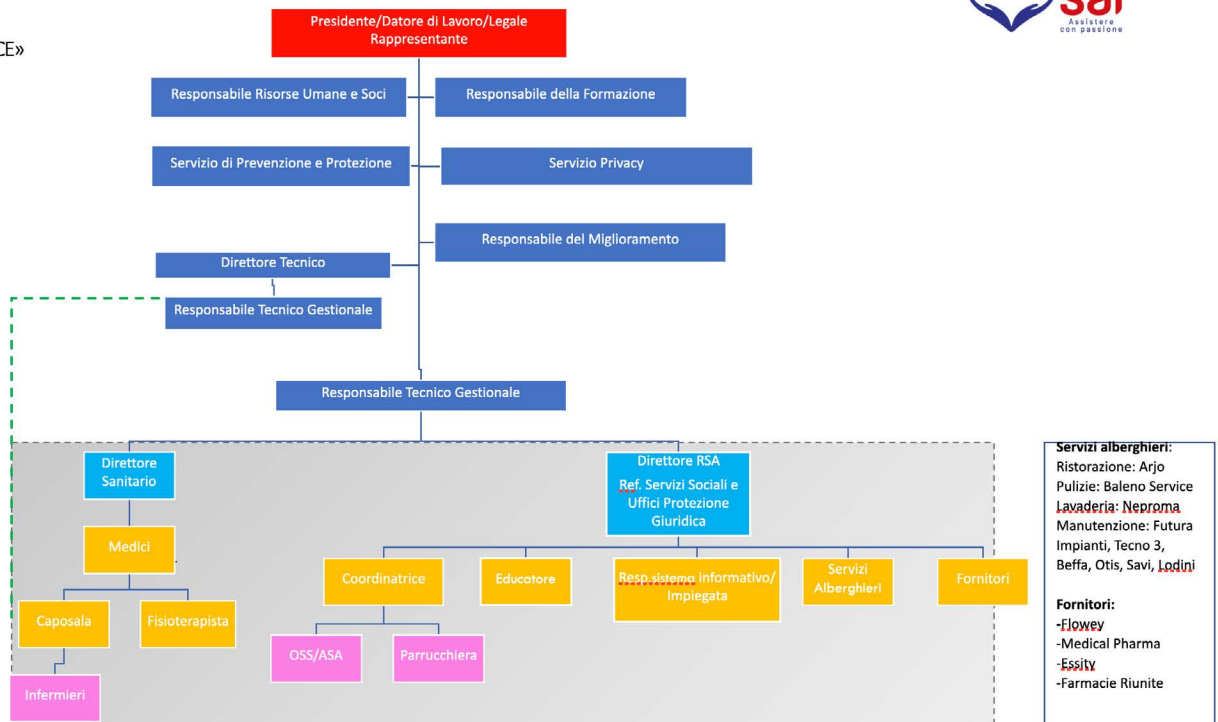 CE»
sai
Assistere
con passione
Presidente/Datore di Lavoro/Legale
Rappresentante
Responsabile Risorse Umane e Soci
Responsabile della Formazione
Servizio di Prevenzione e Protezione
Servizio Privacy
Responsabile del Miglioramento
Direttore Tecnico
Responsabile Tecnico Gestionale
Responsabile Tecnico Gestionale
Direttore
Sanitario
Direttore RSA
Ref. Servizi Sociali e
Uffici Protezione
Giuridica
Medici
.
Coordinatrice
Educatore
Resp.sistema informativo/
Impiegata
Servizi
Alberghieri
Fornitori
Caposala
Fisioterapista
OSS/ASA
Parrucchiera
Infermieri
Servizi alberghieri:
Ristorazione: Arjo
Pulizie: Baleno Service
Lavaderia: Neproma
Manutenzione: Futura
Impianti, Tecno 3,
Beffa, Otis, Savi, Lodini
Fornitori:
-Flowey
-Medical Pharma
-Essity
-Farmacie Riunite